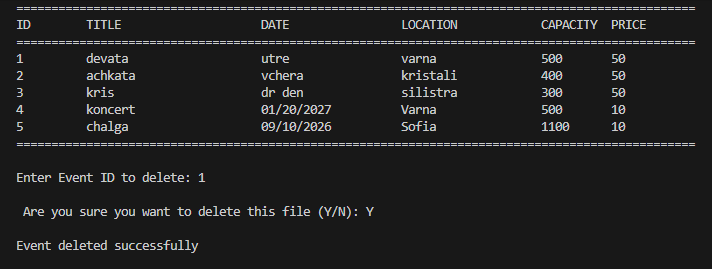 =================================================================================================
ID TITLE DATE LOCATION CAPACITY PRICE
=================================================================================================
1 devata utre varna 500 50
2 achkata vchera kristali 400 50
3 kris dr den silistra 300 50
4 koncert 01/20/2027 Varna 500 10
5 chalga 09/10/2026 Sofia 1100 10
=================================================================================================
Enter Event ID to delete: 1
Are you sure you want to delete this file (Y/N): Y
Event deleted successfully